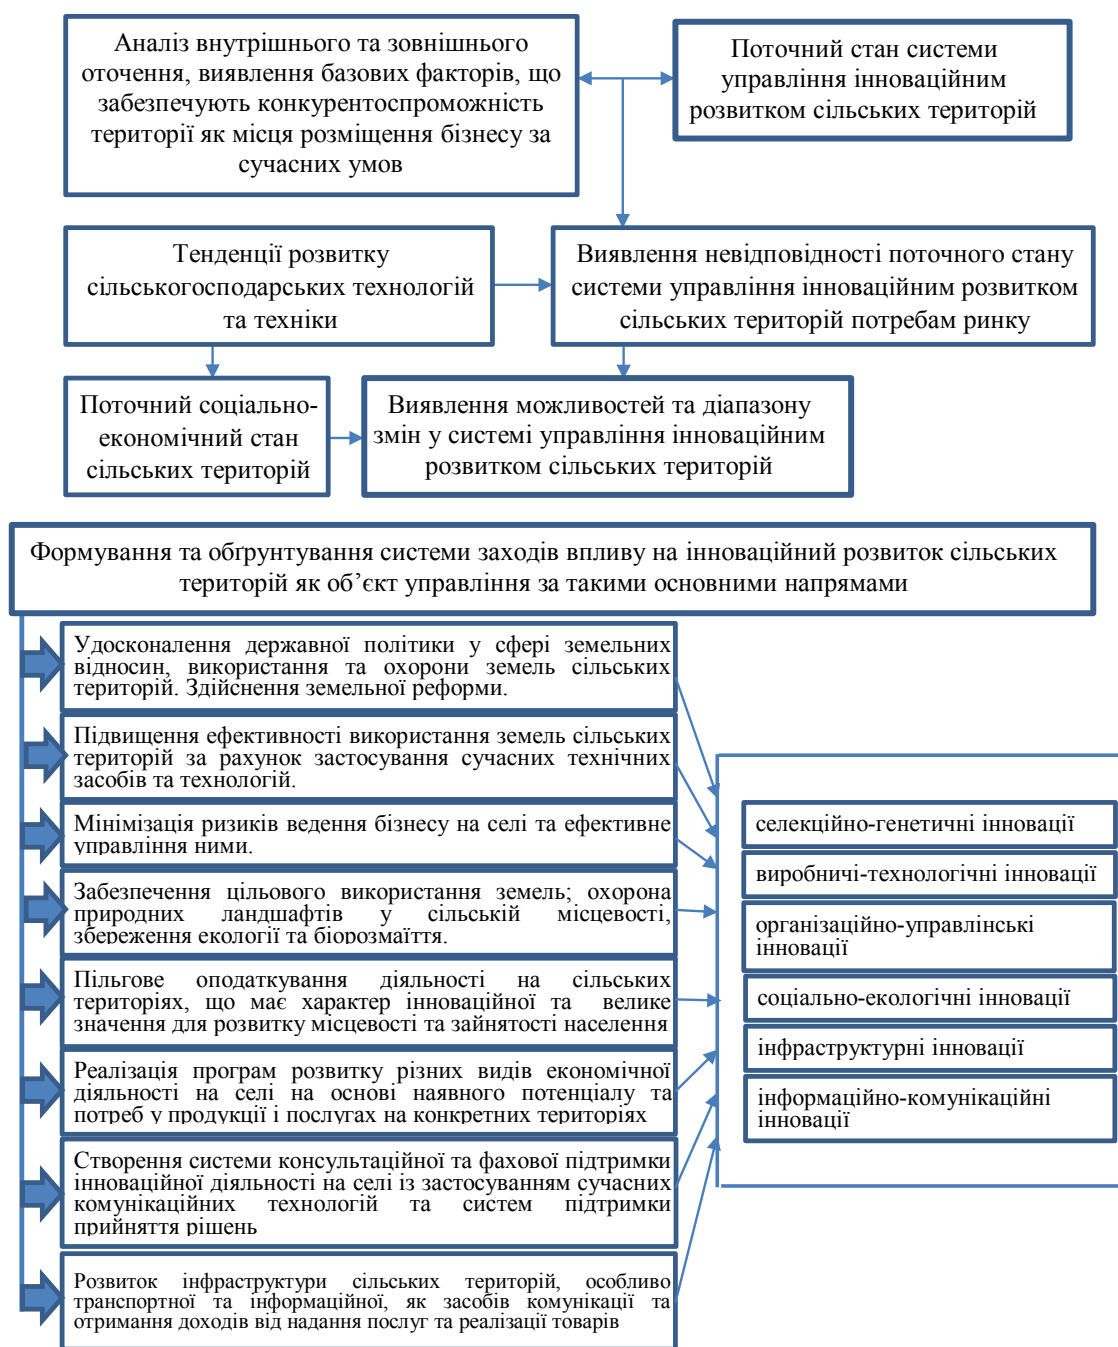 Аналіз внутрішнього та зовнішнього
оточення, виявлення базових факторів, що
забезпечують конкурентоспроможність
території як місця розміщення бізнесу за
сучасних умов
Поточний стан системи
управління інноваційним
розвитком сільських територій
Тенденції розвитку
сільськогосподарських технологій
та техніки
Виявлення невідповідності поточного стану
системи управління інноваційним розвитком
сільських територій потребам ринку
Поточний соціально-
економічний стан
сільських територій
Виявлення можливостей та діапазону
змін у системі управління інноваційним
розвитком сільських територій
Формування та обґрунтування системи заходів впливу на інноваційний розвиток сільських
територій як об’єкт управління за такими основними напрямами
Удосконалення державної політики у сфері земельних
відносин, використання та охорони земель сільських
територій. Здійснення земельної реформи.
Підвищення ефективності використання земель сільських
територій за рахунок застосування сучасних технічних
засобів та технологій.
Мінімізація ризиків ведення бізнесу на селі та ефективне
управління ними.
Забезпечення цільового використання земель; охорона
природних ландшафтів у сільській місцевості,
збереження екології та біорозмаїття.
Пільгове оподаткування діяльності на сільських
територіях, що має характер інноваційної та велике
значення для розвитку місцевості та зайнятості населення
Реалізація програм розвитку різних видів економічної
діяльності на селі на основі наявного потенціалу та
потреб у продукції і послугах на конкретних територіях
Створення системи консультаційної та фахової підтримки
інноваційної діяльності на селі із застосуванням сучасних
комунікаційних технологій та систем підтримки
прийняття рішень
Розвиток інфраструктури сільських територій, особливо
транспортної та інформаційної, як засобів комунікації та
отримання доходів від надання послуг та реалізації товарів
селекційно-генетичні інновації
виробничі-технологічні інновації
організаційно-управлінські
інновації
соціально-екологічні інновації
інфраструктурні інновації
інформаційно-комунікаційні
інновації